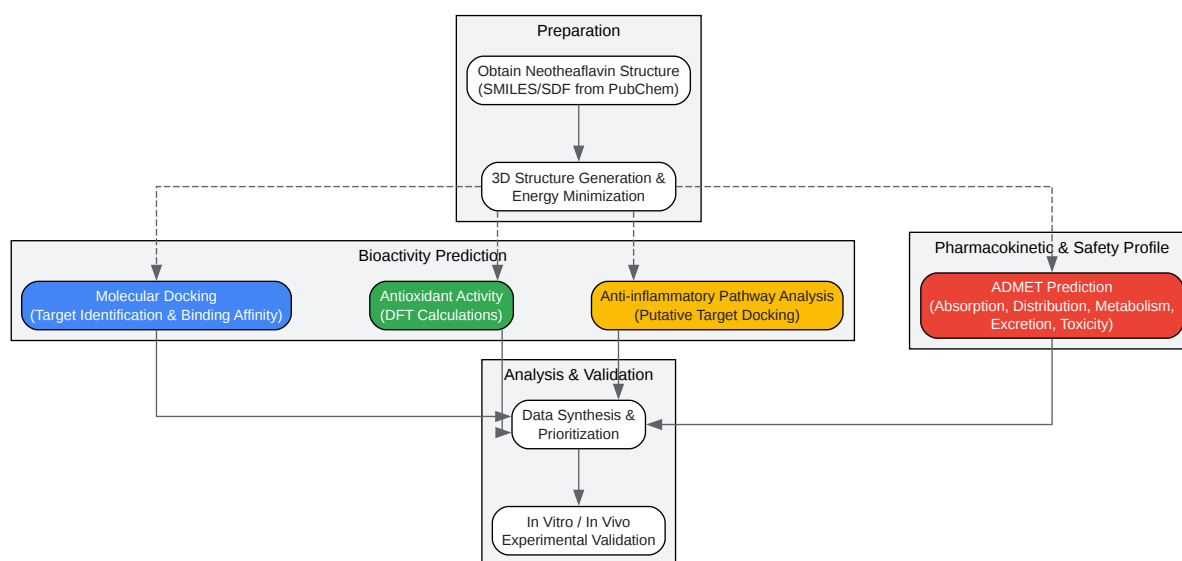 Preparation
Obtain Neotheaflavin Structure
(SMILES/SDF from PubChem)
3D Structure Generation &
Energy Minimization
Bioactivity Prediction
Molecular Docking
(Target Identification & Binding Affinity)
Antioxidant Activity
(DFT Calculations)
Anti-inflammatory Pathway Analysis
(Putative Target Docking)
Pharmacokinetic & Safety Profile
ADMET Prediction
(Absorption, Distribution, Metabolism,
Excretion, Toxicity)
Analysis & Validation
Data Synthesis &
Prioritization
In Vitro / In Vivo
Experimental Validation